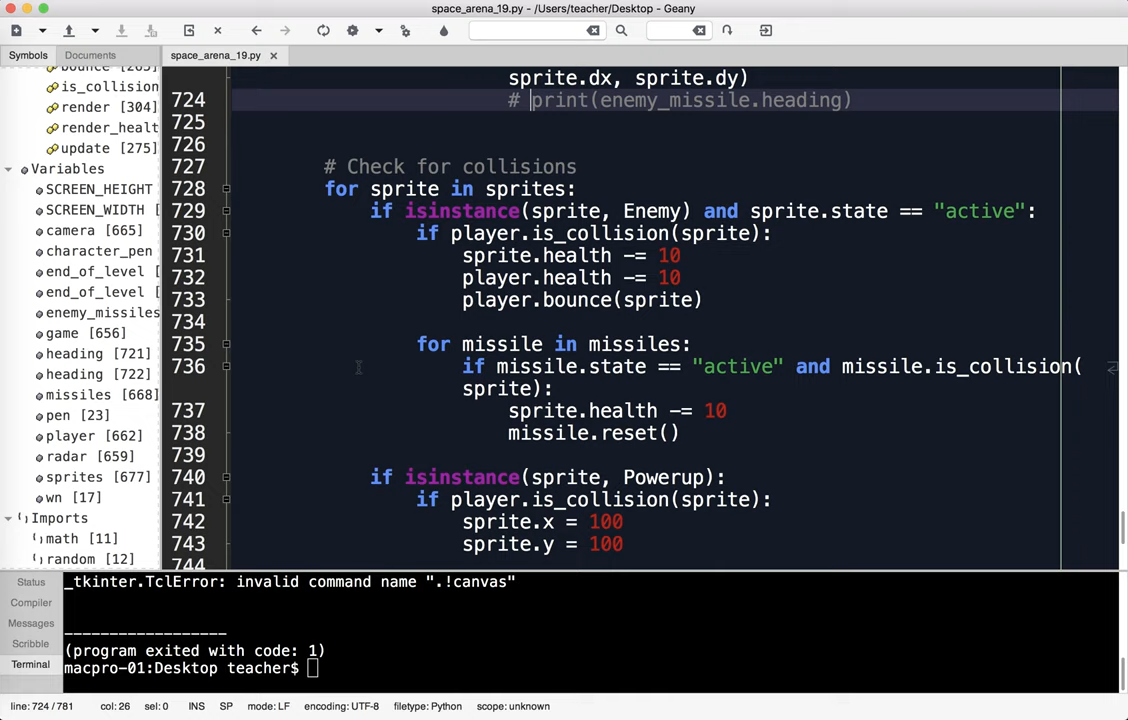 space_arena_19.py - /Users/teacher/Desktop - Geany
Symbols
Documents
space_arena_19.py
bounce [265]
is_collision
render [304]
render_healt
update [275]
Variables
SCREEN_HEIGHT
SCREEN_WIDTH [
camera [665]
character_pen
end_of_level [
end_of_level [
enemy_missiles
game [656]
heading [721]
heading [722]
missiles [668]
pen [23]
player [662]
radar [659]
sprites [677]
wn [17]
Imports
math [11]
random [12]
sprite.dx, sprite.dy)
724 # print(enemy_missile.heading)
725
726
727 # Check for collisions
728 for sprite in sprites:
729 if isinstance(sprite, Enemy) and sprite.state == "active":
730 if player.is_collision(sprite):
731 sprite.health -= 10
732 player.health -= 10
733 player.bounce(sprite)
734
735 for missile in missiles:
736 if missile.state == "active" and missile.is_collision(
sprite):
737 sprite.health -= 10
738 missile.reset()
739
740 if isinstance(sprite, Powerup):
741 if player.is_collision(sprite):
742 sprite.x = 100
743 sprite.y = 100
744
Status
Compiler
Messages
Scribble
Terminal
_tkinter.TclError: invalid command name ".!canvas"
------------------
(program exited with code: 1)
macpro-01:Desktop teacher$
line: 724 / 781 col: 26 sel: 0 INS SP mode: LF encoding: UTF-8 filetype: Python scope: unknown